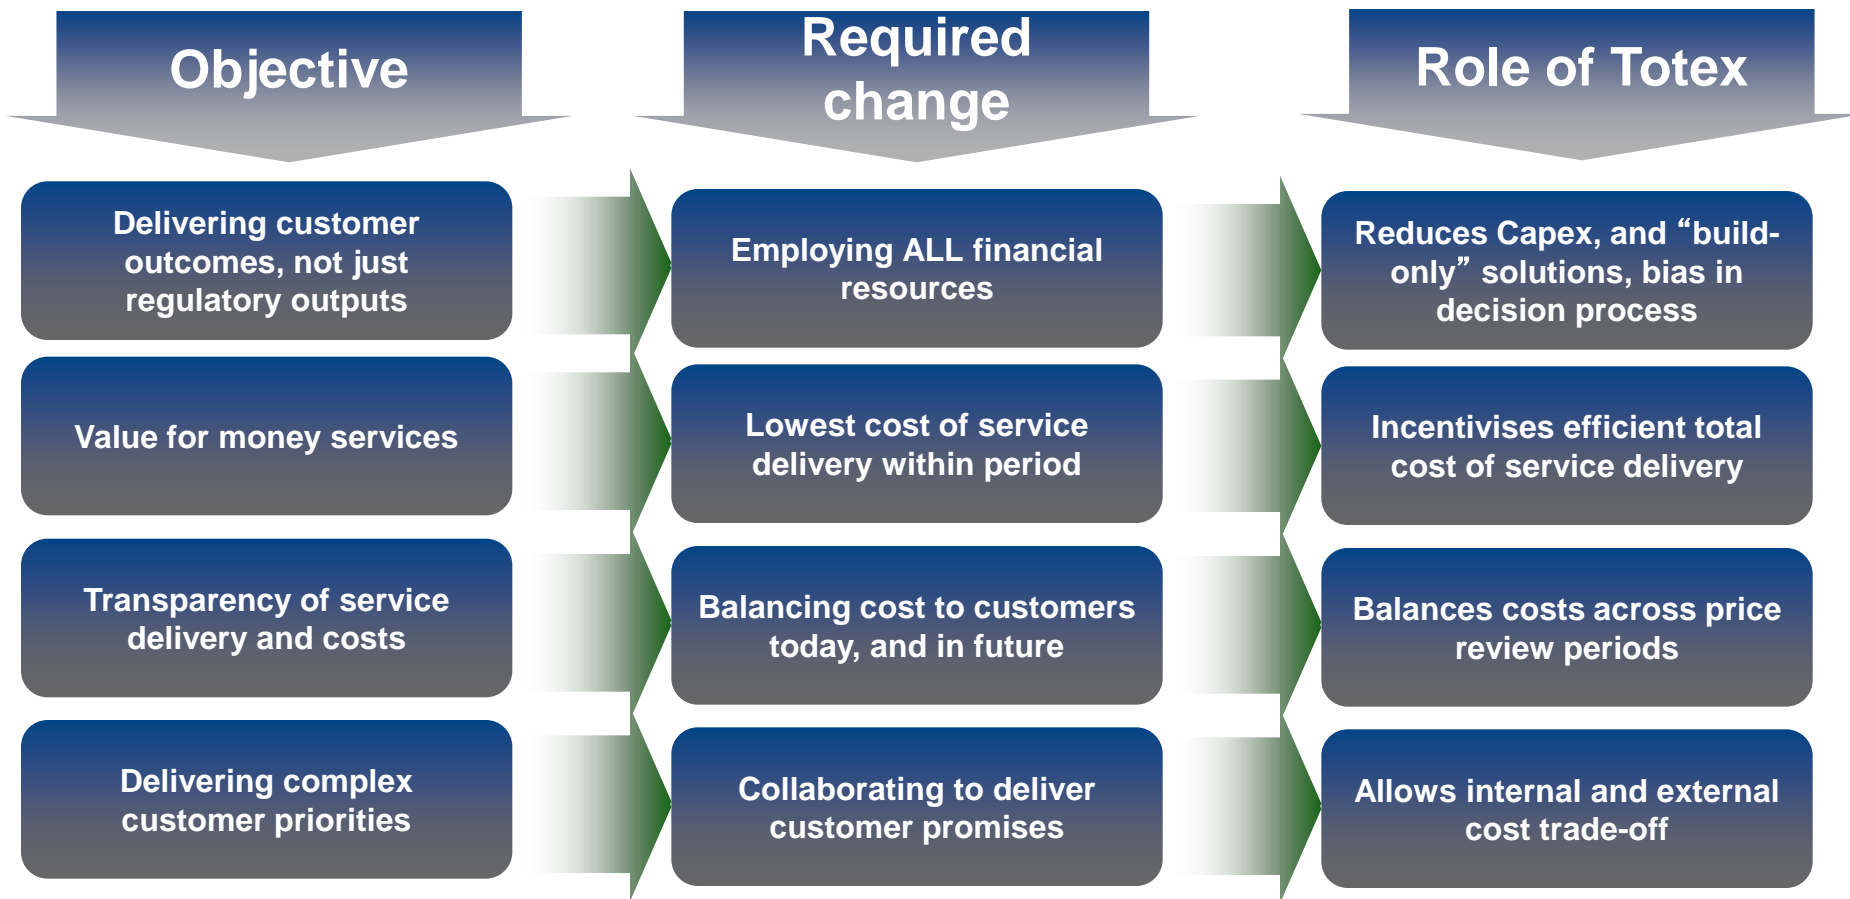 Objective
Required
change
Role of Totex
Delivering customer
outcomes, not just
regulatory outputs
Employing ALL financial
resources
Reduces Capex, and “build-
only” solutions, bias in
decision process
Value for money services
Lowest cost of service
delivery within period
Incentivises efficient total
cost of service delivery
Transparency of service
delivery and costs
Balancing cost to customers
today, and in future
Balances costs across price
review periods
Delivering complex
customer priorities
Collaborating to deliver
customer promises
Allows internal and external
cost trade-off